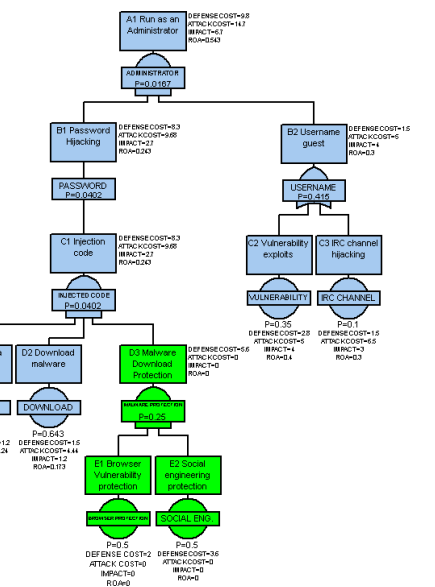 A1 Run as an
Administrator
DEFENSE COST=9.8
ATTACK COST=14.7
IMPACT=6.7
ROA=0.543
ADMINISTRATOR
P=0.0167
B1 Password
Hijacking
DEFENSE COST=8.3
ATTACK COST=9.68
IMPACT=2.7
ROA=0.243
B2 Username
guest
DEFENSE COST=1.5
ATTACK COST=5
IMPACT=4
ROA=0.3
PASSWORD
P=0.0402
USERNAME
P=0.415
C1 Injection
code
DEFENSE COST=8.3
ATTACK COST=9.68
IMPACT=2.7
ROA=0.243
C2 Vulnerability
exploits
C3 IRC channel
hijacking
INJECTED CODE
P=0.0402
VULNERABILITY
P=0.35
DEFENSE COST=2.8
ATTACK COST=5
IMPACT=4
ROA=0.4
IRC CHANNEL
P=0.1
DEFENSE COST=1.5
ATTACK COST=6.5
IMPACT=3
ROA=0.3
D2 Download
malware
D3 Malware
Download
Protection
DEFENSE COST=5.6
ATTACK COST=0
IMPACT=0
ROA=0
DOWNLOAD
P=0.643
DEFENSE COST=1.5
ATTACK COST=4.44
IMPACT=1.2
ROA=0.173
MALWARE PROTECTION
P=0.25
E1 Browser
Vulnerability
protection
E2 Social
engineering
protection
BROWSER PROTECTION
P=0.5
DEFENSE COST=2
ATTACK COST=0
IMPACT=0
ROA=0
SOCIAL ENG.
P=0.5
DEFENSE COST=3.6
ATTACK COST=0
IMPACT=0
ROA=0